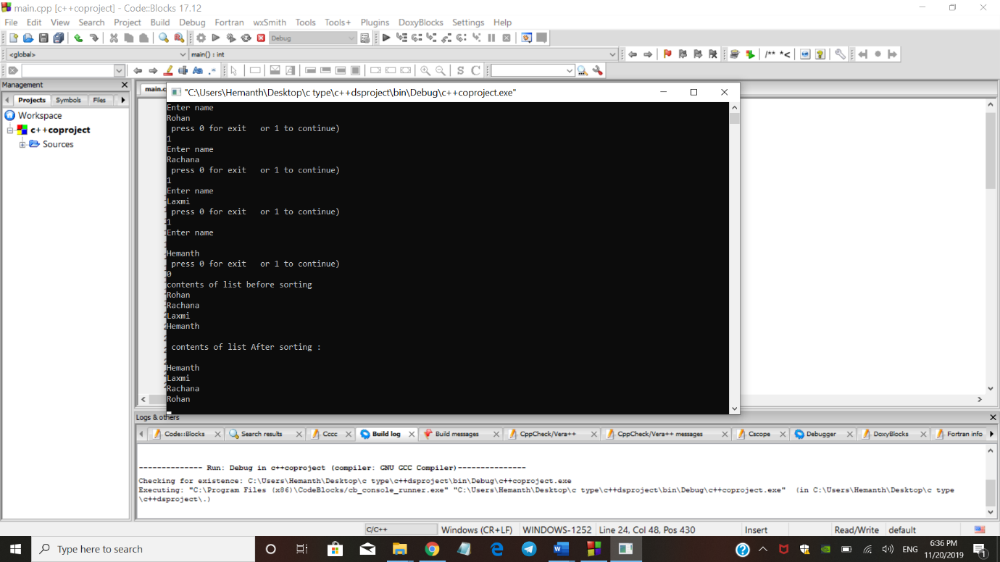 main.cpp [c++coproject] - Code::Blocks 17.12
File Edit View Search Project Build Debug Fortran wxSmith Tools Tools+ Plugins DoxyBlocks Settings Help
Debug
<global> main() : int
/** *<
Aa .* S C
Management
Projects Symbols Files
Workspace
c++coproject
Sources
main.c
"C:\Users\Hemanth\Desktop\c type\c++dsproject\bin\Debug\c++coproject.exe"
Enter name
Rohan
press 0 for exit or 1 to continue)
1
Enter name
Rachana
press 0 for exit or 1 to continue)
1
Enter name
Laxmi
press 0 for exit or 1 to continue)
1
Enter name
Hemanth
press 0 for exit or 1 to continue)
0
contents of list before sorting
Rohan
Rachana
Laxmi
Hemanth
contents of list After sorting :
Hemanth
Laxmi
Rachana
Rohan
Logs & others
Code::Blocks Search results Cccc Build log Build messages CppCheck/Vera++ CppCheck/Vera++ messages Cscope Debugger DoxyBlocks Fortran info
-------------- Run: Debug in c++coproject (compiler: GNU GCC Compiler)---------------
Checking for existence: C:\Users\Hemanth\Desktop\c type\c++dsproject\bin\Debug\c++coproject.exe
Executing: "C:\Program Files (x86)\CodeBlocks/cb_console_runner.exe" "C:\Users\Hemanth\Desktop\c type\c++dsproject\bin\Debug\c++coproject.exe" (in C:\Users\Hemanth\Desktop\c type
\c++dsproject\.)
C/C++ Windows (CR+LF) WINDOWS-1252 Line 24, Col 48, Pos 430 Insert Read/Write default
Type here to search
ENG
6:36 PM
11/20/2019
1